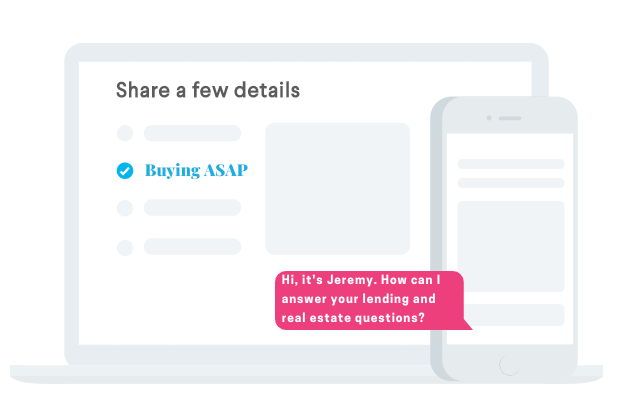 Share a few details
Buying ASAP
Hi, it's Jeremy. How can I
answer your lending and
real estate questions?